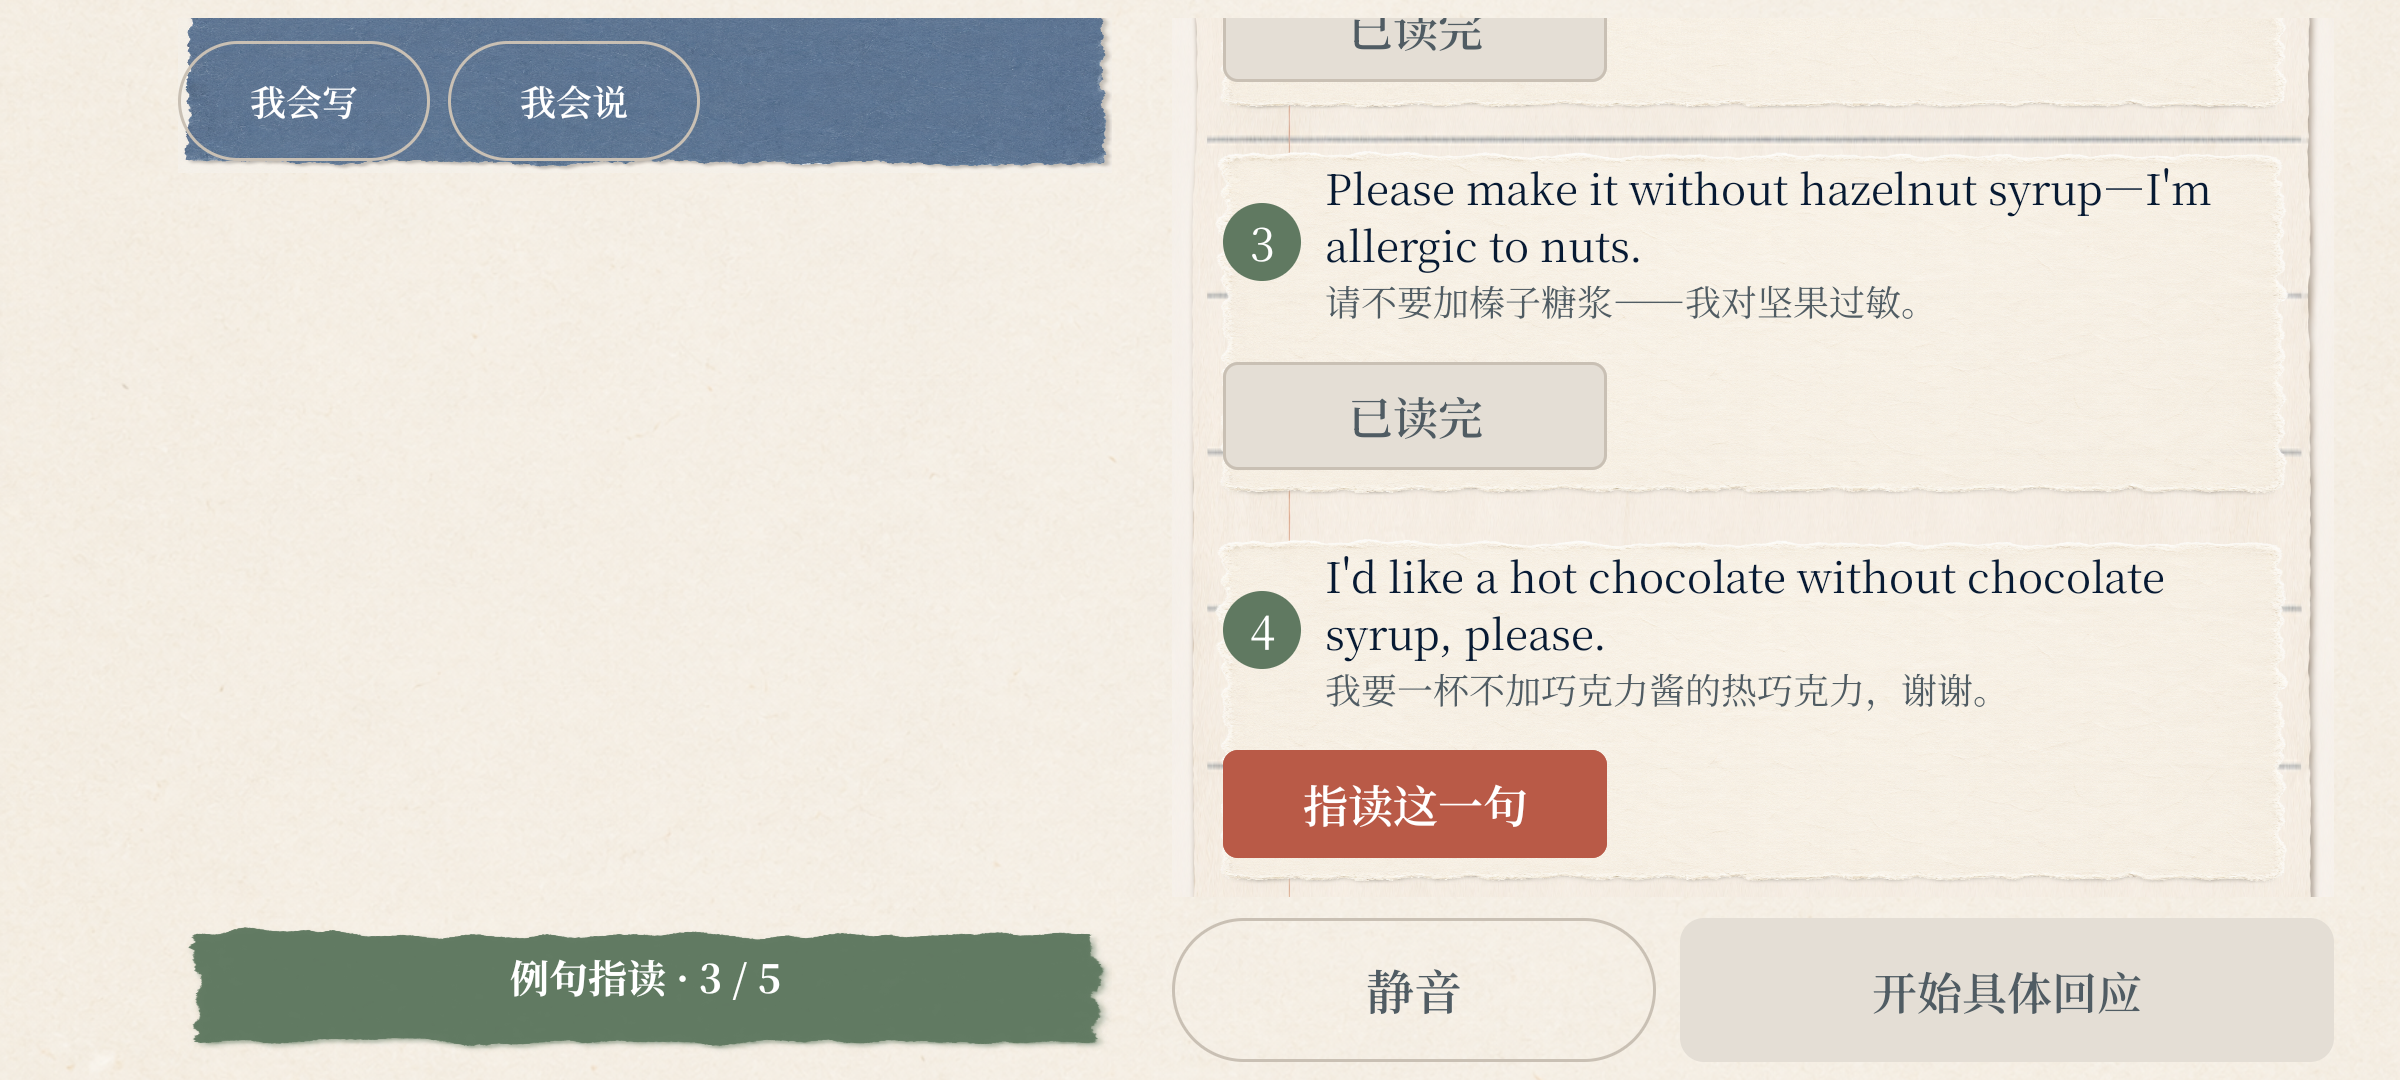 我会写
我会说
已读完
3
Please make it without hazelnut syrup—I'm
allergic to nuts.
请不要加榛子糖浆——我对坚果过敏。
已读完
4
I'd like a hot chocolate without chocolate
syrup, please.
我要一杯不加巧克力酱的热巧克力，谢谢。
指读这一句
例句指读 · 3 / 5
静音
开始具体回应